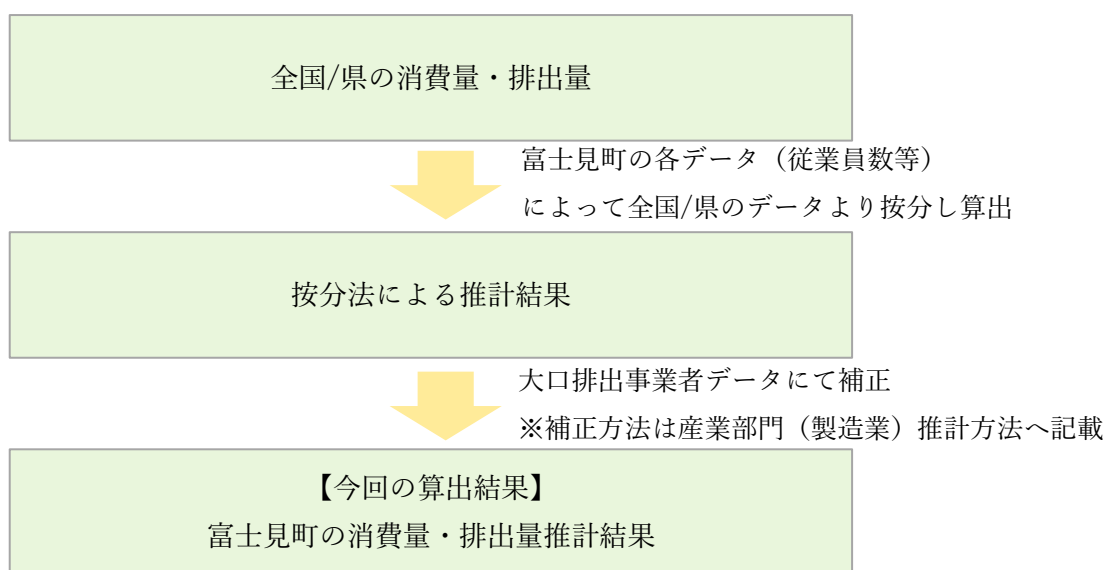 全国/県の消費量・排出量
富士見町の各データ（従業員数等）
によって全国/県のデータより按分し算出
按分法による推計結果
大口排出事業者データにて補正
※補正方法は産業部門（製造業）推計方法へ記載
【今回の算出結果】
富士見町の消費量・排出量推計結果